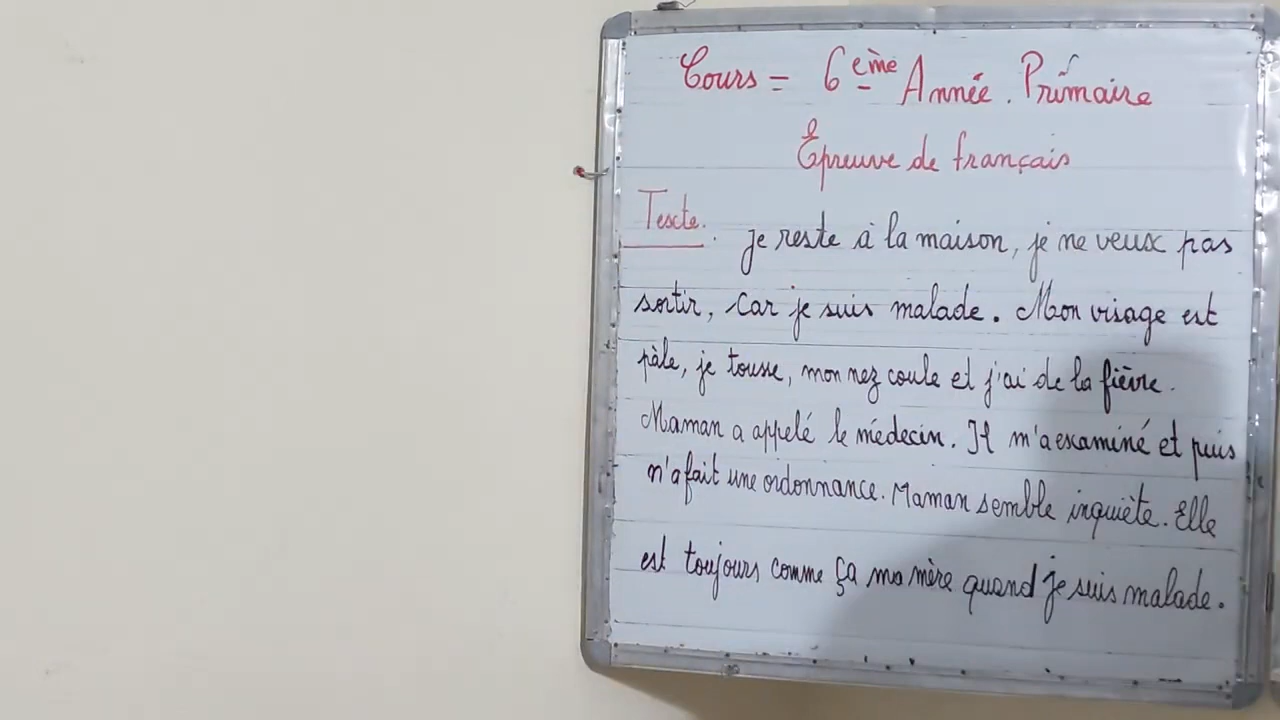 Cours = 6ème Année. Primaire
Épreuve de français
Texte.
je reste à la maison, je ne veux pas
sortir, car je suis malade. Mon visage est
pâle, je tousse, mon nez coule et j'ai de la fièvre.
Maman a appelé le médecin. Il m'a examiné et puis
n'a fait une ordonnance. Maman semble inquiète. Elle
est toujours comme ça ma mère quand je suis malade.